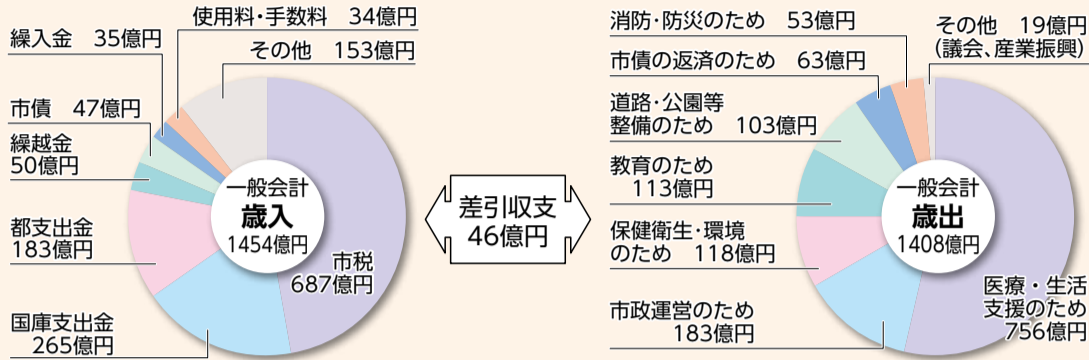 使用料・手数料　34億円
繰入金　35億円
その他　153億円
市債　47億円
繰越金
50億円
都支出金
183億円
国庫支出金
265億円
一般会計
歳入
1454億円
市税
687億円
差引収支
46億円
消防・防災のため　53億円
その他　19億円
（議会、産業振興）
市債の返済のため　63億円
道路・公園等
整備のため　103億円
教育のため
113億円
保健衛生・環境
のため　118億円
市政運営のため
183億円
一般会計
歳出
1408億円
医療・生活
支援のため
756億円